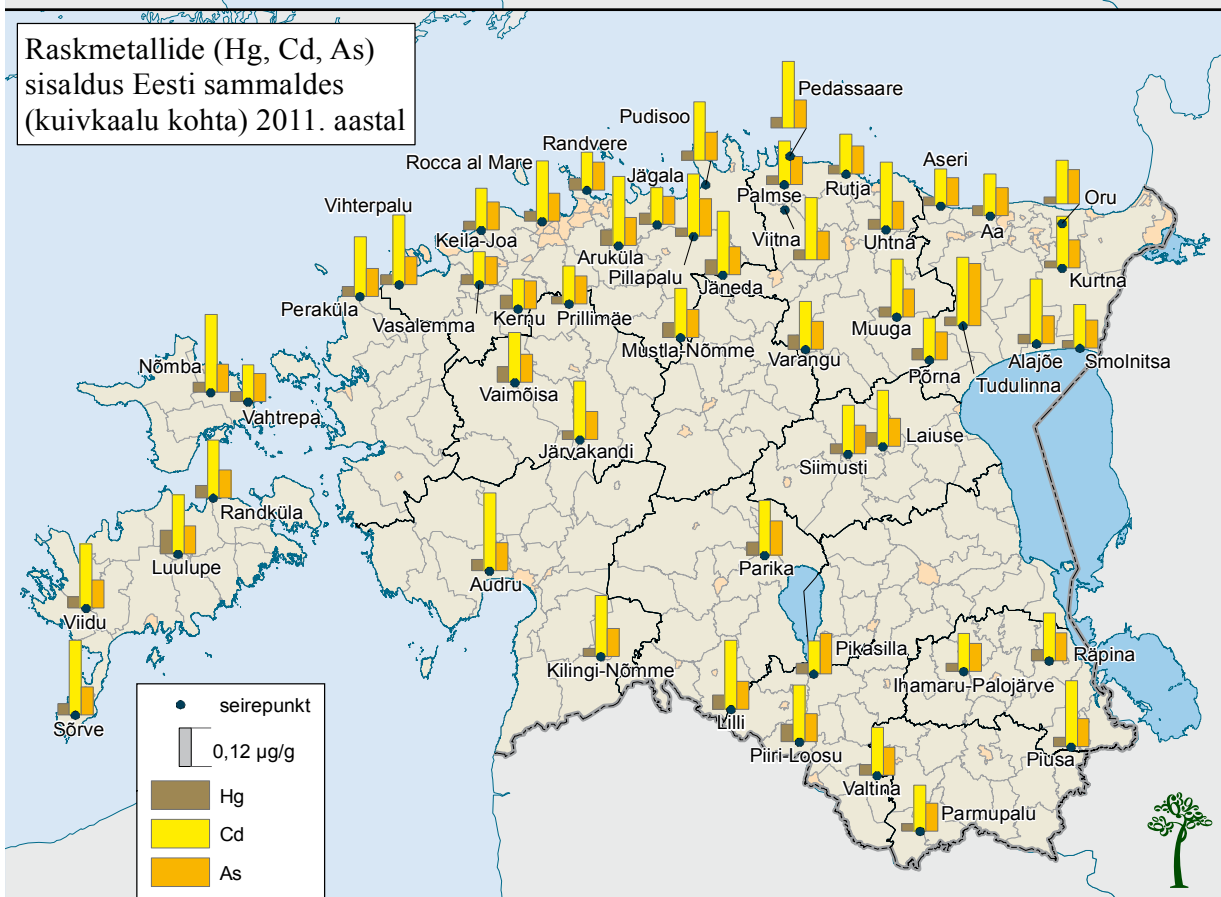 Raskmetallide (Hg, Cd, As)
sisaldus Eesti sammaldes
(kuivkaalu kohta) 2011. aastal
Pedassaare
Pudisoo
Randvere
Rocca al Mare
Jägala
Aseri
Palmse
Rutja
Oru
Vihterpalu
Keila-Joa
Aa
Viitna
Uhtna
Aruküla
Pillapalu
Jäneda
Kurtna
Peraküla
Vasalemma
Kernu
Prillimäe
Muuga
Mustla-Nõmme
Varangu
Alajõe
Smolnitsa
Nõmba
Põrna
Tudulinna
Vaimõisa
Vahtrepa
Järvakandi
Laiuse
Siimusti
Randküla
Luulupe
Audru
Parika
Viidu
Kilingi-Nõmme
Pikasilla
Räpina
Ihamaru-Palojärve
Sõrve
Lilli
Piiri-Loosu
Piusa
Valtina
Parmupalu
seirepunkt
0,12 µg/g
Hg
Cd
As